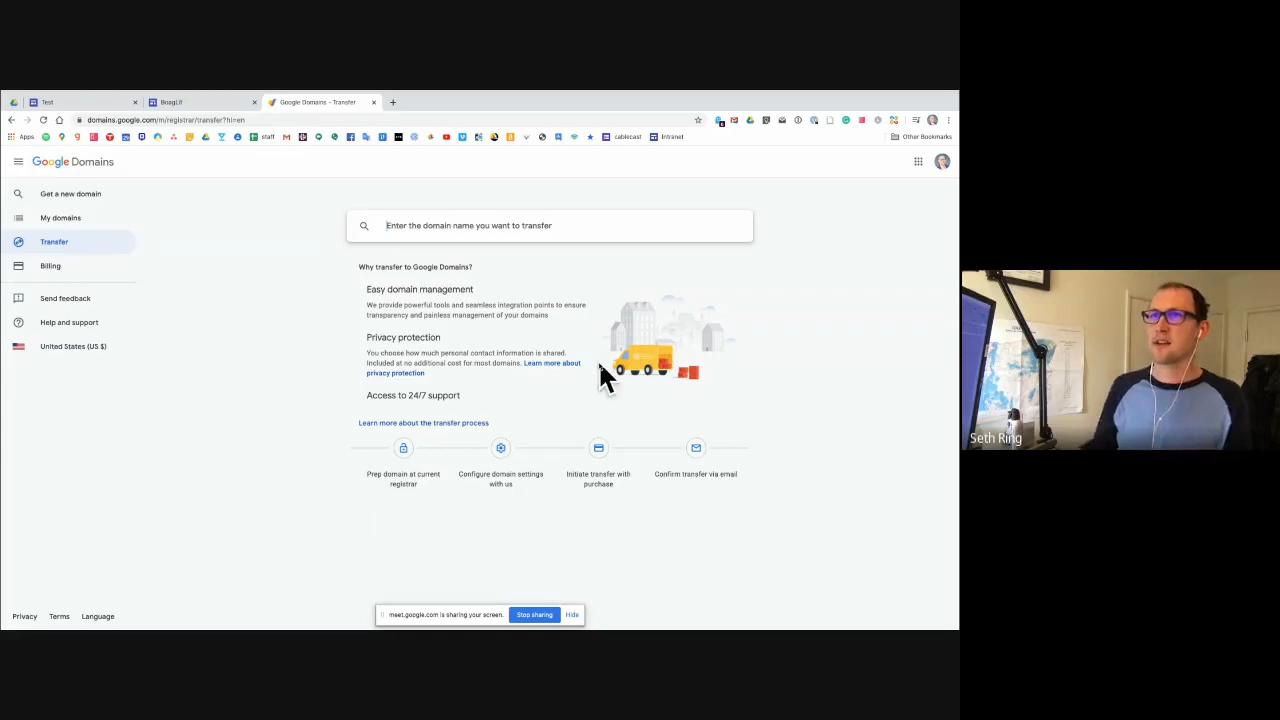 Test
BoagLif
Google Domains - Transfer
domains.google.com/m/registrar/transfer?hl=en
Apps
staff
cablecast
Intranet
Other Bookmarks
Google Domains
Get a new domain
My domains
Transfer
Billing
Send feedback
Help and support
United States (US $)
Enter the domain name you want to transfer
Why transfer to Google Domains?
Easy domain management
We provide powerful tools and seamless integration points to ensure
transparency and painless management of your domains
Privacy protection
You choose how much personal contact information is shared.
Included at no additional cost for most domains. Learn more about
privacy protection
Access to 24/7 support
Learn more about the transfer process
Prep domain at current
registrar
Configure domain settings
with us
Initiate transfer with
purchase
Confirm transfer via email
Privacy
Terms
Language
meet.google.com is sharing your screen.
Stop sharing
Hide
Seth Ring